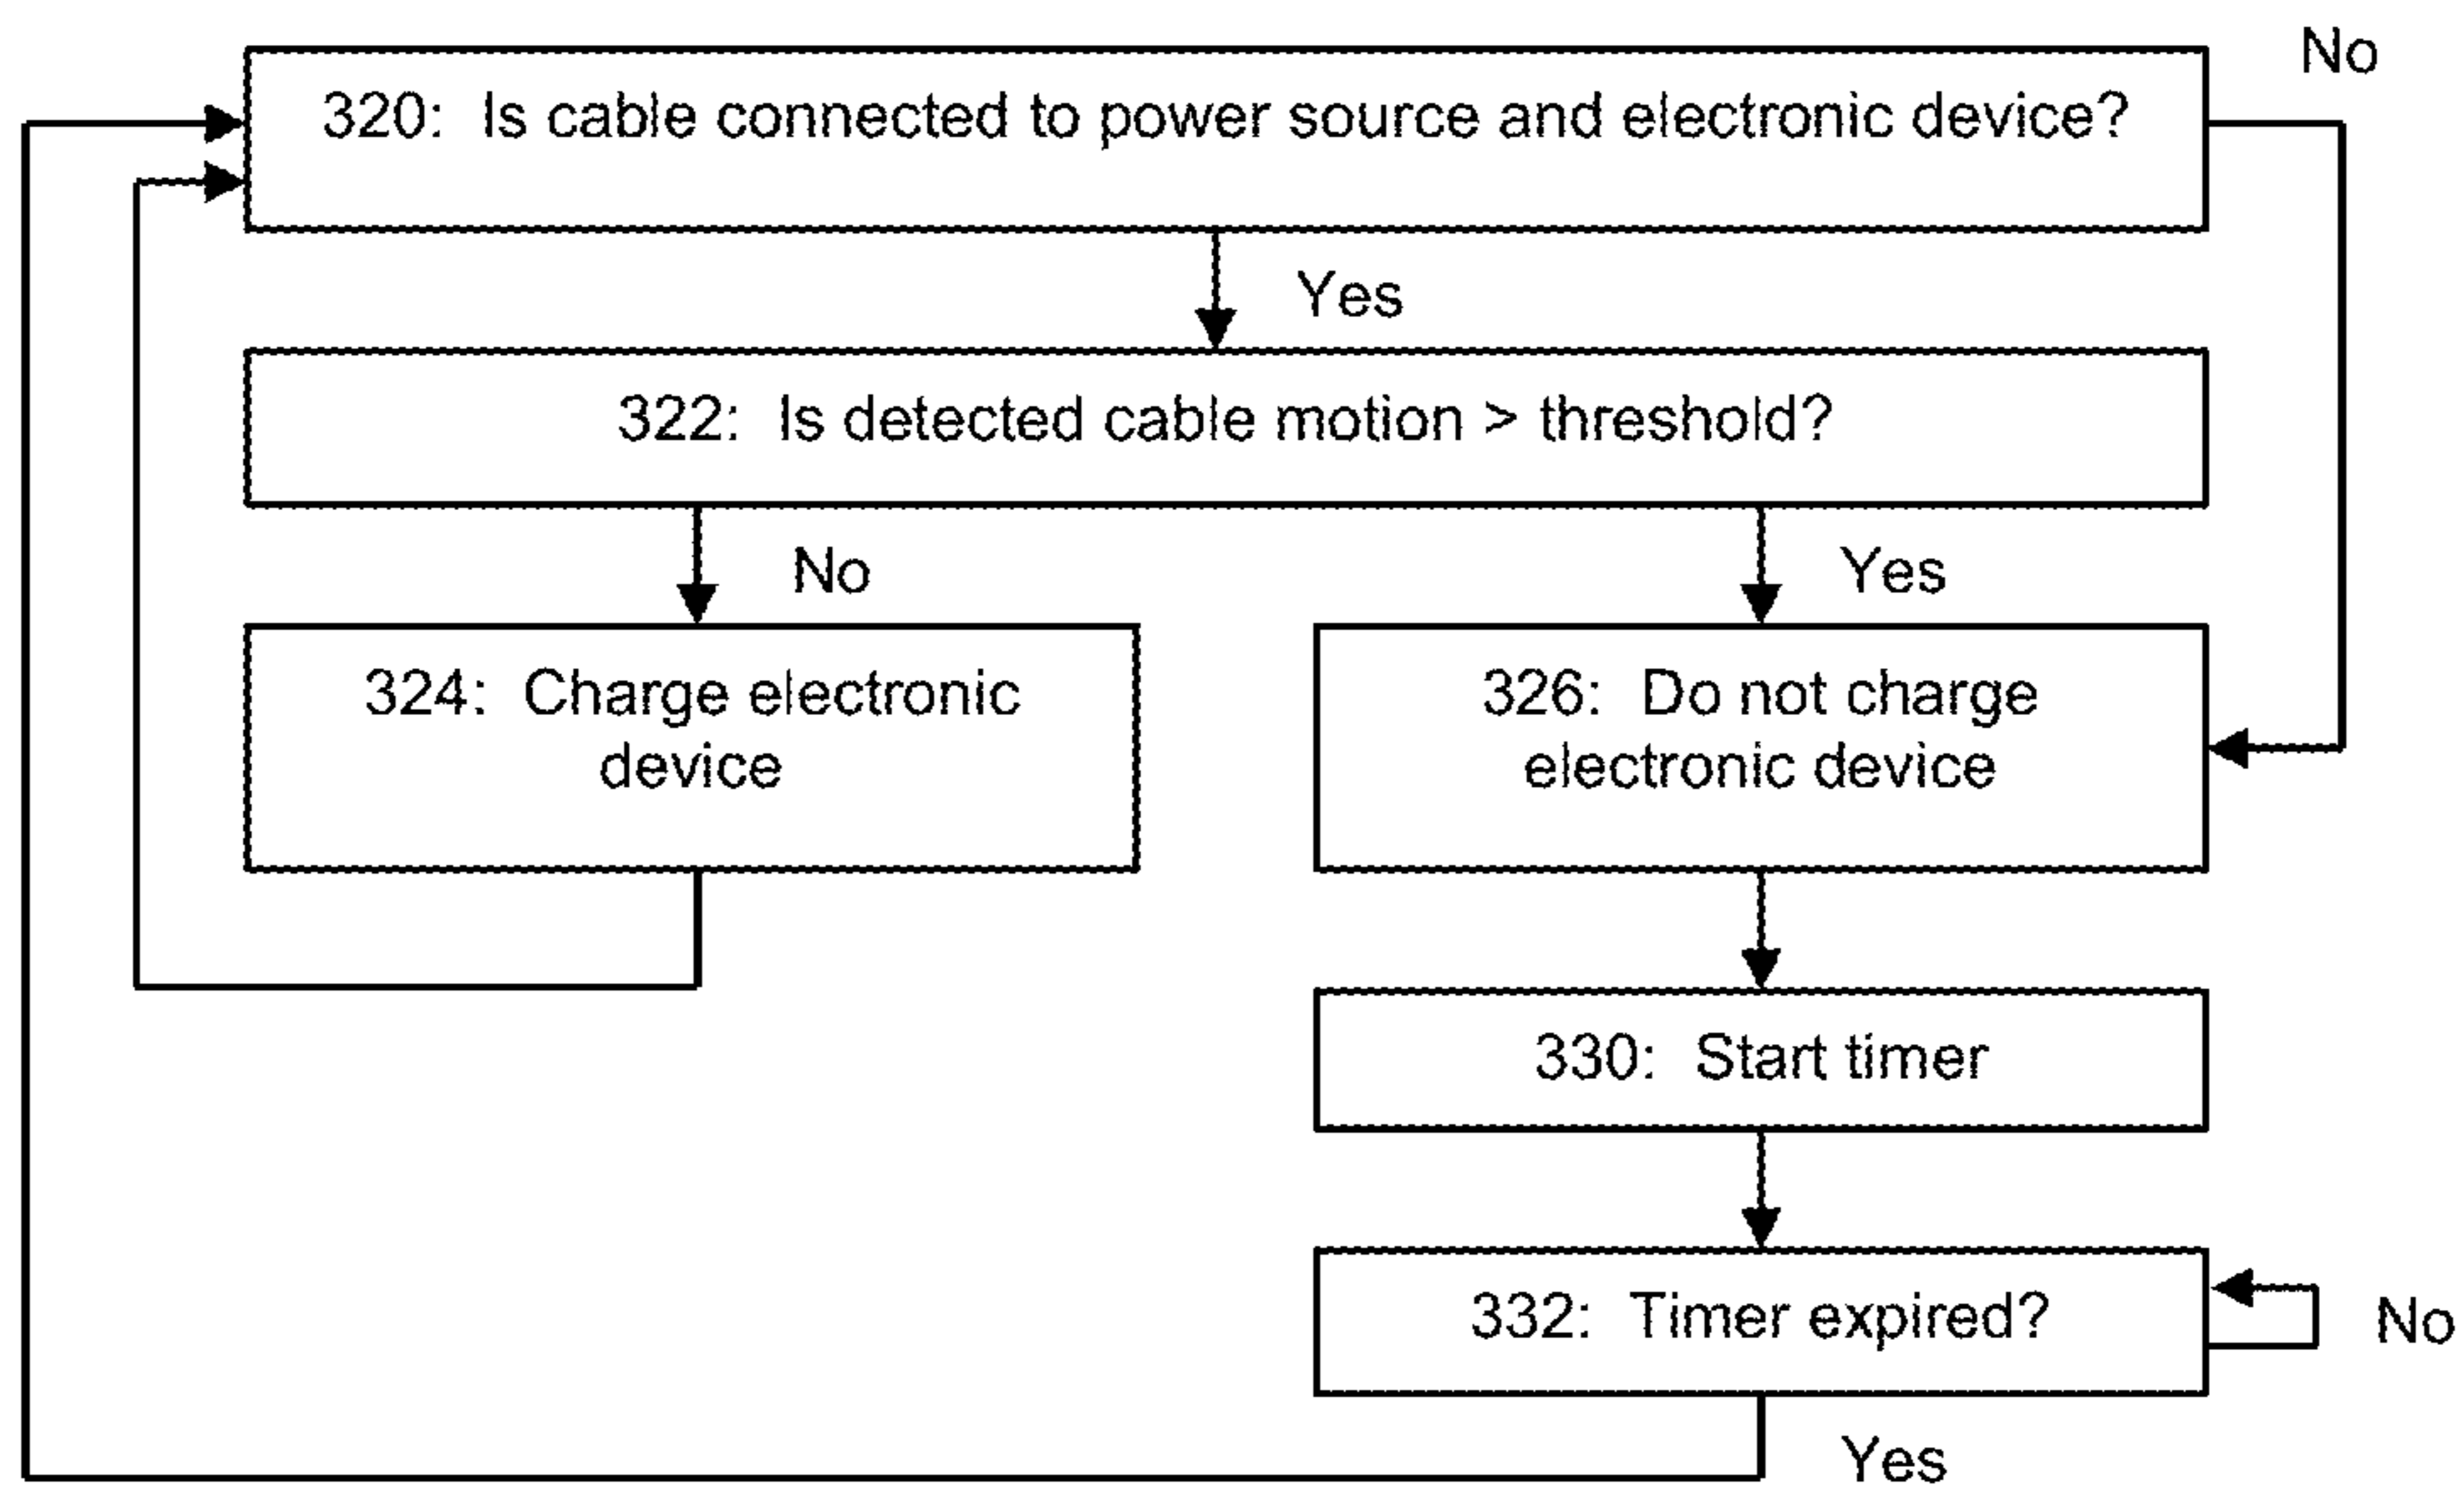 No
320: Is cable connected to power source and electronic device?
Yes
322: Is detected cable motion > threshold?
No
Yes
324: Charge electronic
device
326: Do not charge
electronic device
330: Start timer
332: Timer expired?
No
Yes